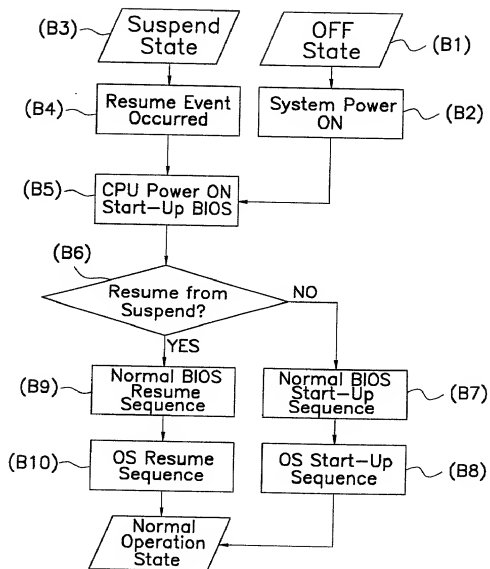 (B3)
Suspend
State
OFF
State
(B1)
(B4)
Resume Event
Occurred
System Power
ON
(B2)
(B5)
CPU Power ON
Start-Up BIOS
(B6)
Resume from
Suspend?
NO
YES
(B9)
Normal BIOS
Resume
Sequence
Normal BIOS
Start-Up
Sequence
(B7)
(B10)
OS Resume
Sequence
OS Start-Up
Sequence
(B8)
Normal
Operation
State